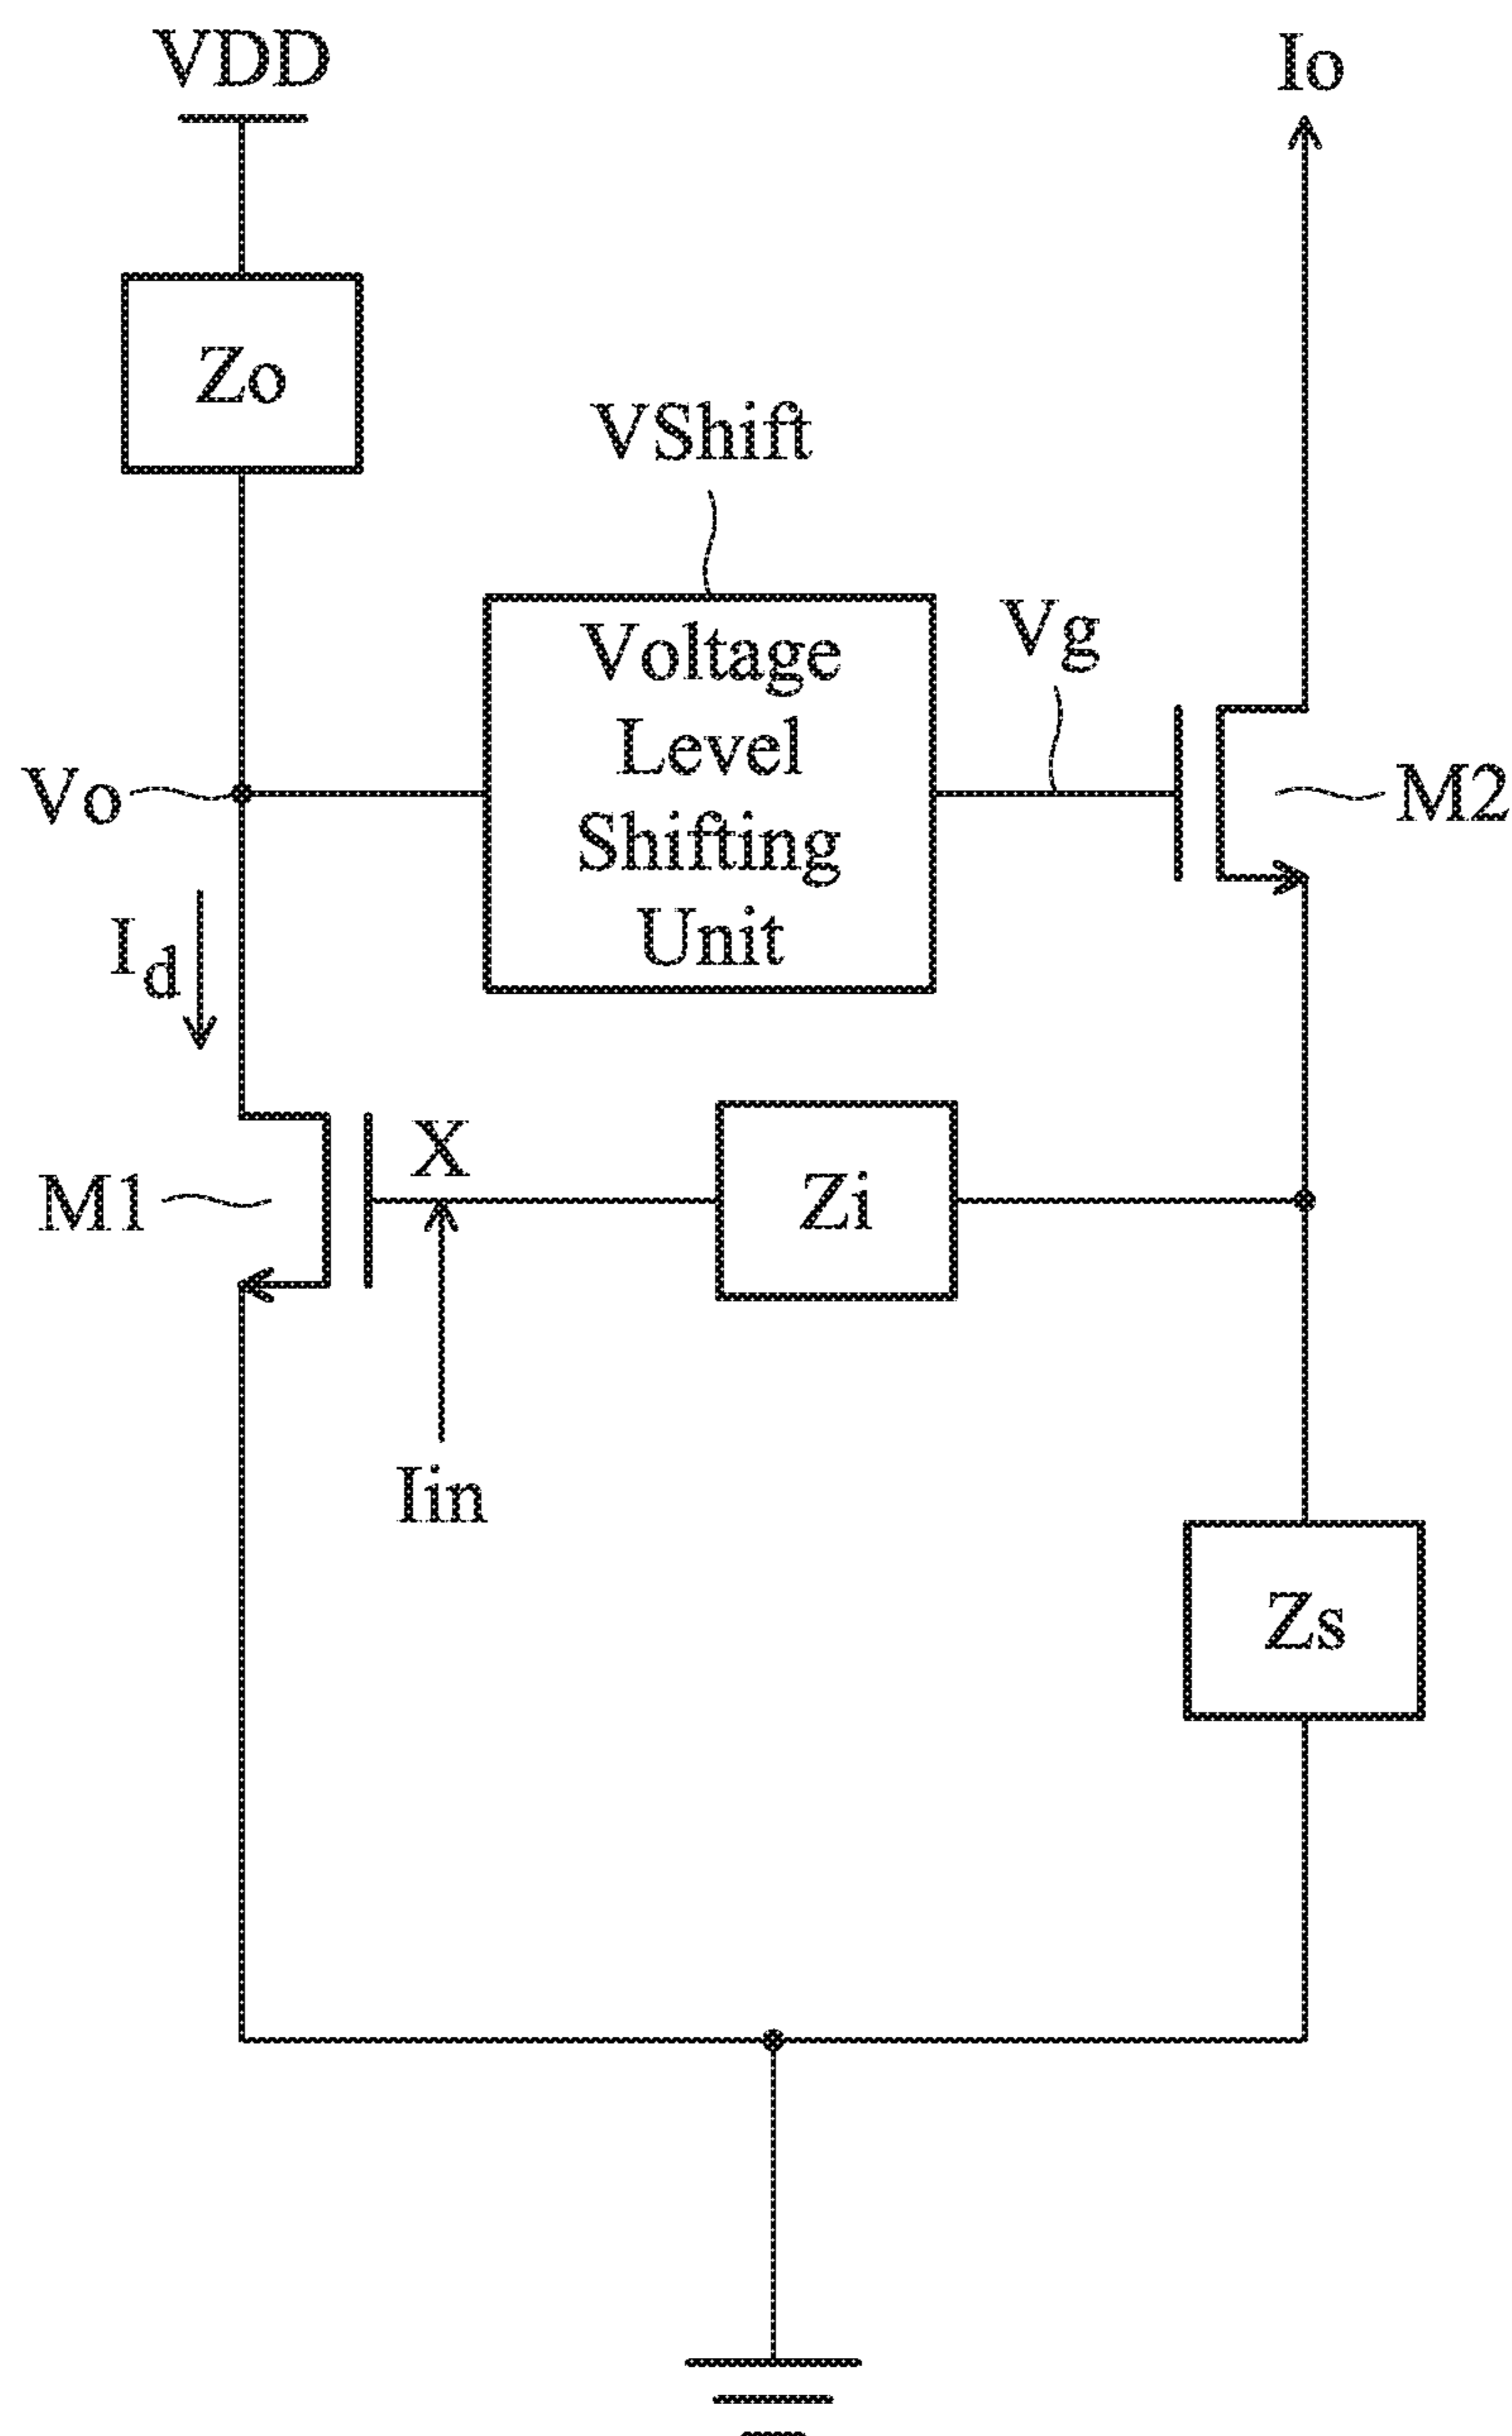 VDD
Io
Zo
VShift
Voltage
Level
Shifting
Unit
Vg
Vo
M2
Id
X
M1
Zi
Iin
Zs